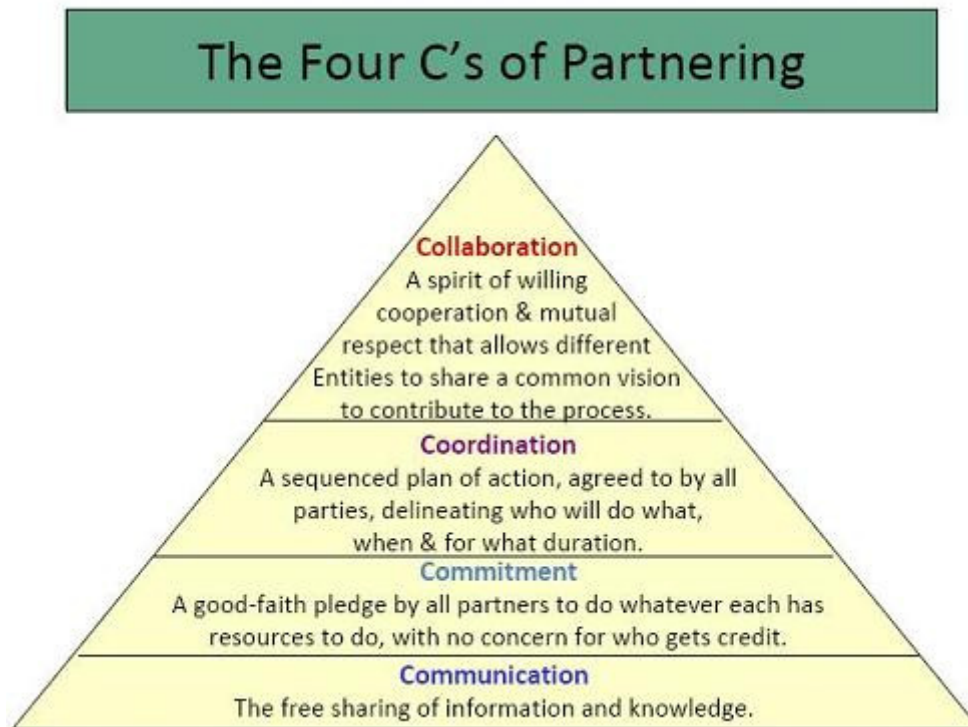 The Four C's of Partnering
Collaboration
A spirit of willing
cooperation & mutual
respect that allows different
Entities to share a common vision
to contribute to the process.
Coordination
A sequenced plan of action, agreed to by all
parties, delineating who will do what,
when & for what duration.
Commitment
A good-faith pledge by all partners to do whatever each has
resources to do, with no concern for who gets credit.
Communication
The free sharing of information and knowledge.